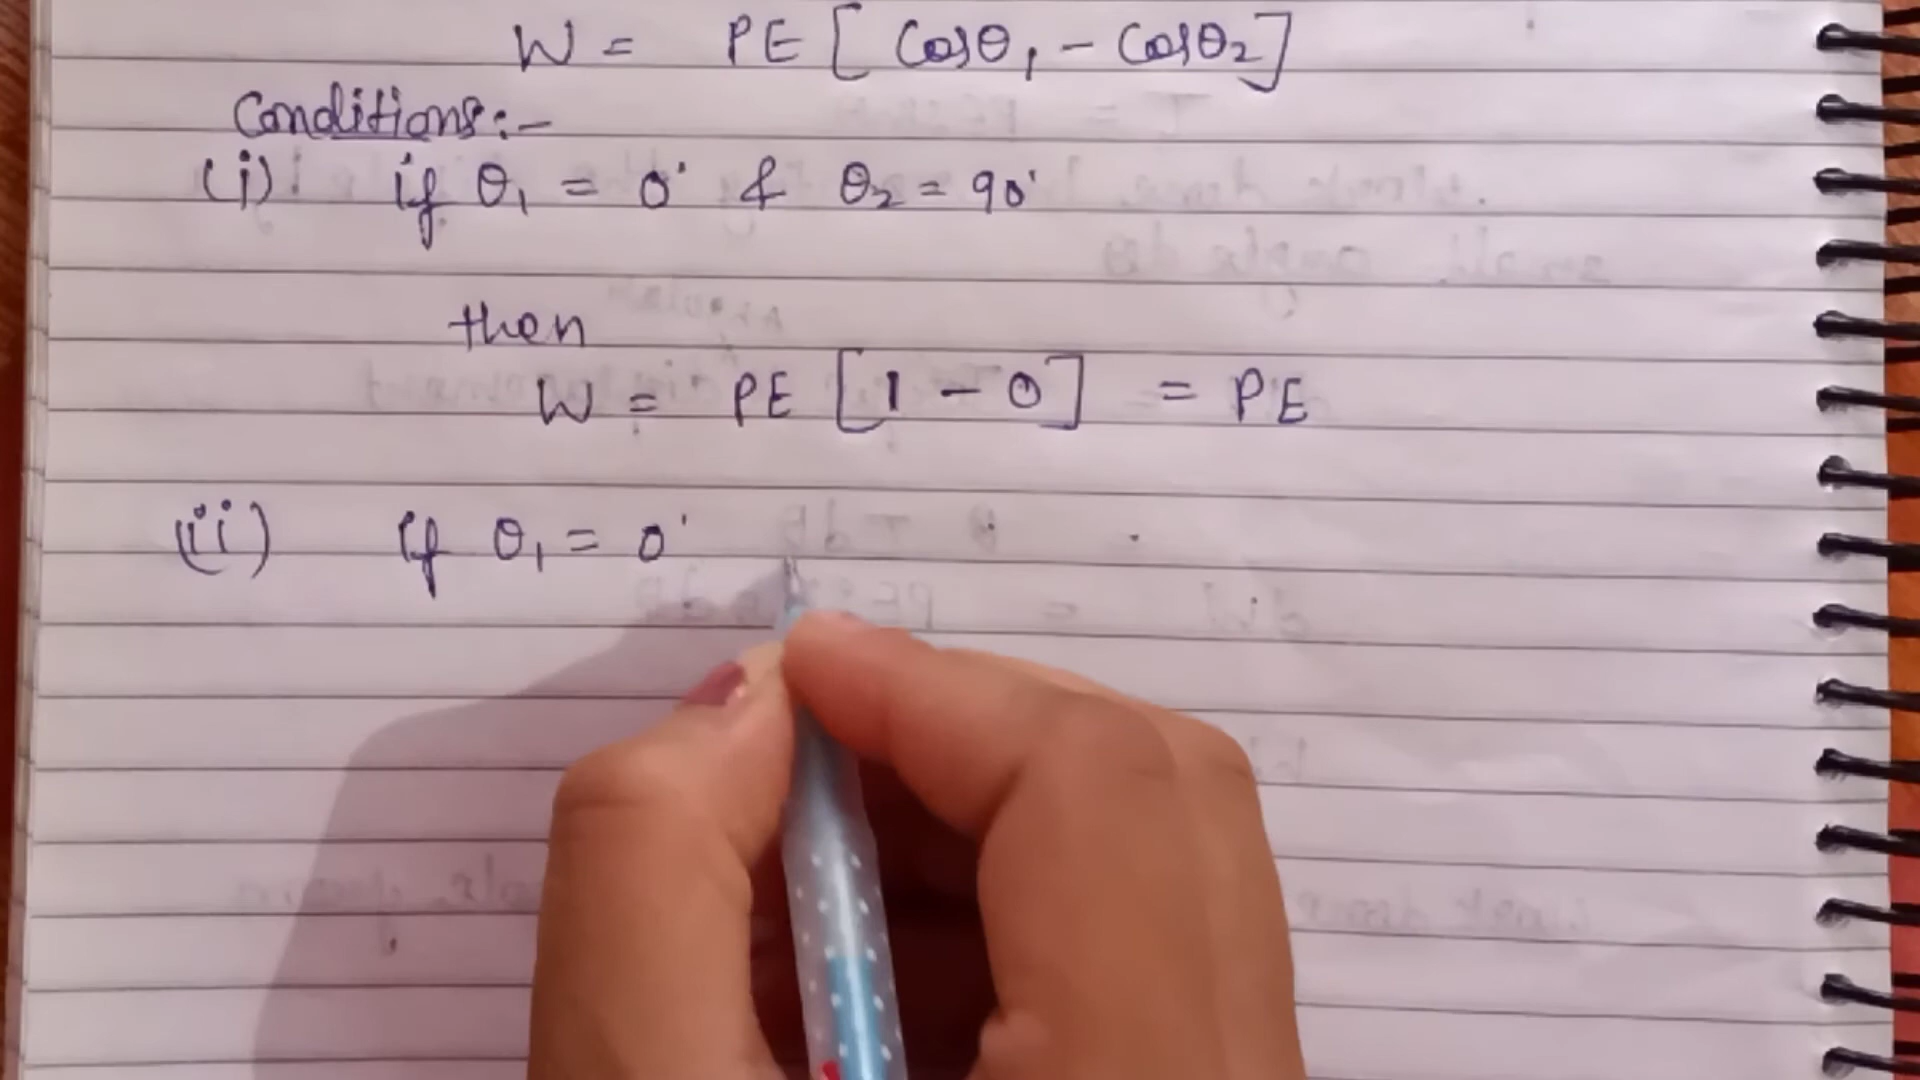 W = PE [ Cosθ₁ - Cosθ₂]
Conditions:-
(i) if θ₁ = 0° & θ₂ = 90°
then
W = PE [1 - 0] = PE
(ii) If θ₁ = 0°